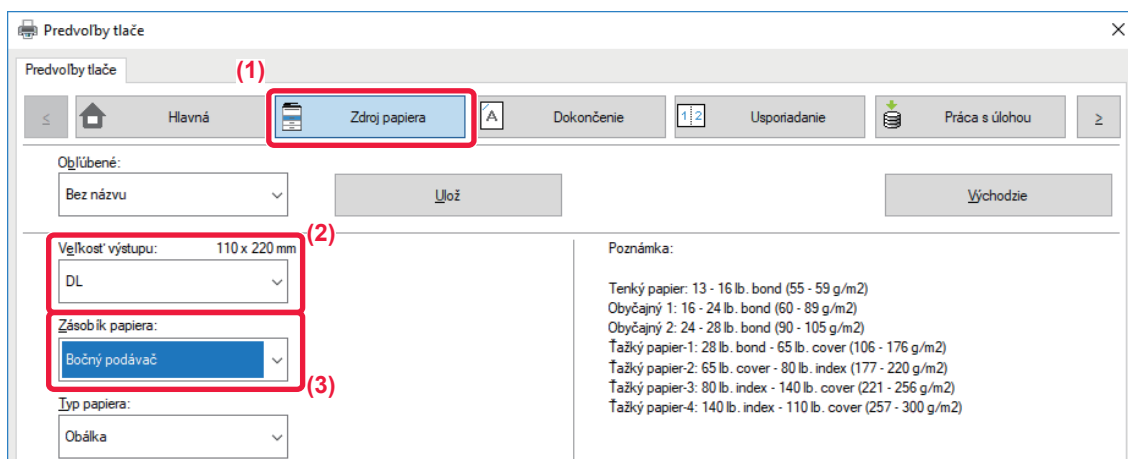 Predvoľby tlače
Predvoľby tlače
(1)
< Hlavná Zdroj papiera A Dokončenie 1 2 Usporiadanie Práca s úlohou >
Obľúbené:
Bez názvu Ulož Východzie
(2)
Veľkosť výstupu: 110 x 220 mm
DL
Zásobík papiera:
Bočný podávač
(3)
Typ papiera:
Obálka
Poznámka:
Tenký papier: 13 - 16 lb. bond (55 - 59 g/m2)
Obyčajný 1: 16 - 24 lb. bond (60 - 89 g/m2)
Obyčajný 2: 24 - 28 lb. bond (90 - 105 g/m2)
Ťažký papier-1: 28 lb. bond - 65 lb. cover (106 - 176 g/m2)
Ťažký papier-2: 65 lb. cover - 80 lb. index (177 - 220 g/m2)
Ťažký papier-3: 80 lb. index - 140 lb. cover (221 - 256 g/m2)
Ťažký papier-4: 140 lb. index - 110 lb. cover (257 - 300 g/m2)